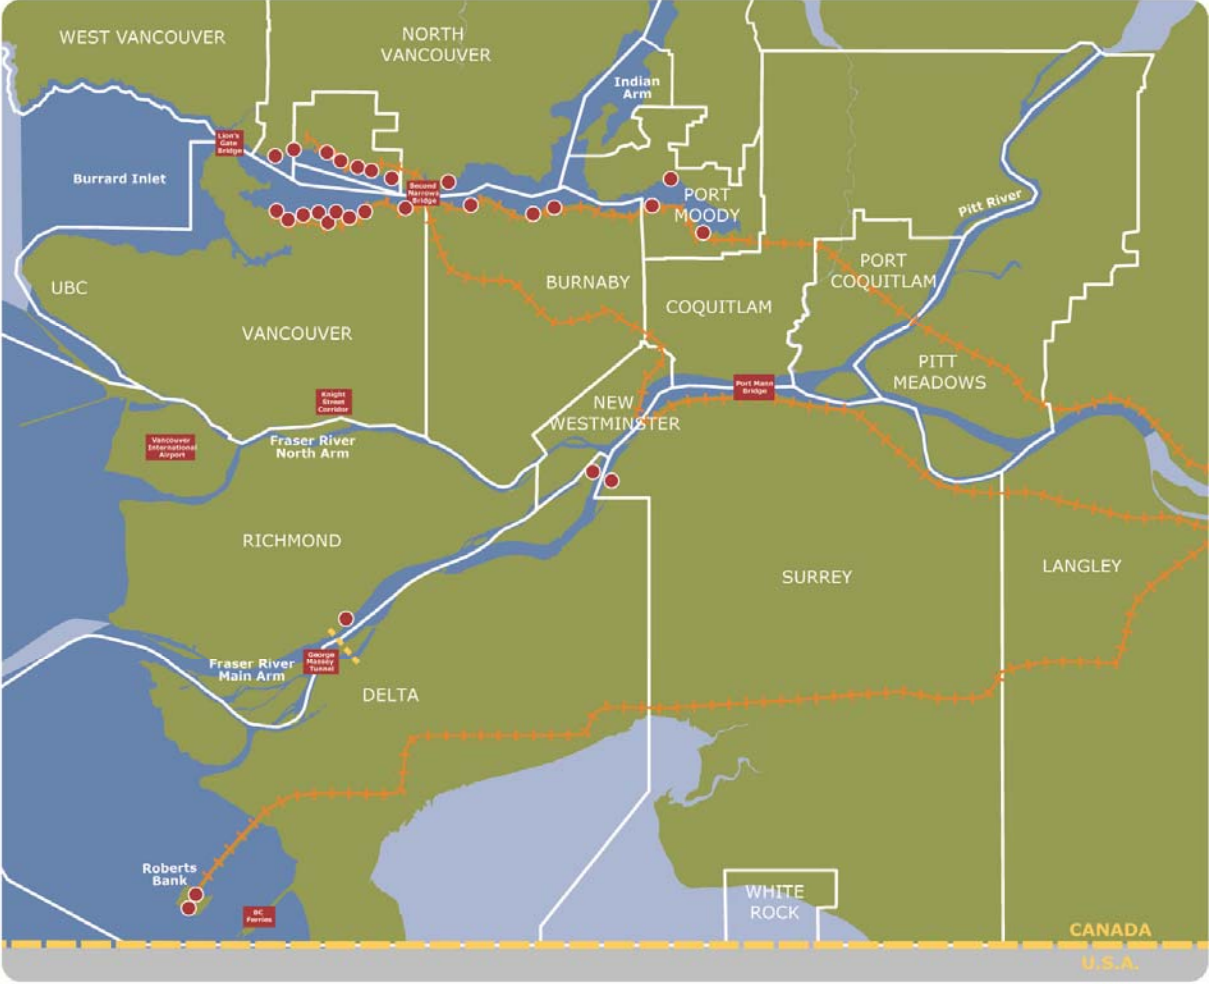 WEST VANCOUVER
NORTH
VANCOUVER
Indian
Arm
Lion's
Gate
Bridge
Burrard Inlet
Second
Narrows
Bridge
PORT
MOODY
Pitt River
UBC
VANCOUVER
BURNABY
COQUITLAM
PORT
COQUITLAM
PITT
MEADOWS
Port Mann
Bridge
Knight
Street
Corridor
NEW
WESTMINSTER
Vancouver
International
Airport
Fraser River
North Arm
RICHMOND
SURREY
LANGLEY
George
Massey
Tunnel
Fraser River
Main Arm
DELTA
Roberts
Bank
BC
Ferries
WHITE
ROCK
CANADA
U.S.A.